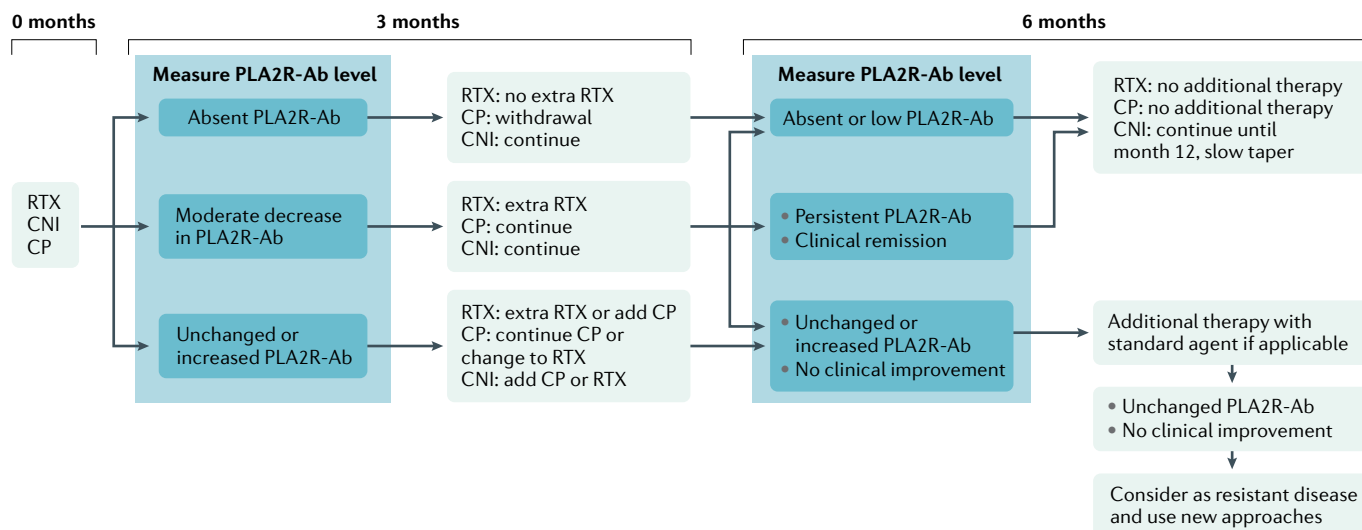 0 months
3 months
6 months
RTX
CNI
CP
Measure PLA2R-Ab level
Absent PLA2R-Ab
Moderate decrease
in PLA2R-Ab
Unchanged or
increased PLA2R-Ab
RTX: no extra RTX
CP: withdrawal
CNI: continue
RTX: extra RTX
CP: continue
CNI: continue
RTX: extra RTX or add CP
CP: continue CP or
change to RTX
CNI: add CP or RTX
Measure PLA2R-Ab level
Absent or low PLA2R-Ab
• Persistent PLA2R-Ab
• Clinical remission
• Unchanged or
increased PLA2R-Ab
• No clinical improvement
RTX: no additional therapy
CP: no additional therapy
CNI: continue until
month 12, slow taper
Additional therapy with
standard agent if applicable
• Unchanged PLA2R-Ab
• No clinical improvement
Consider as resistant disease
and use new approaches